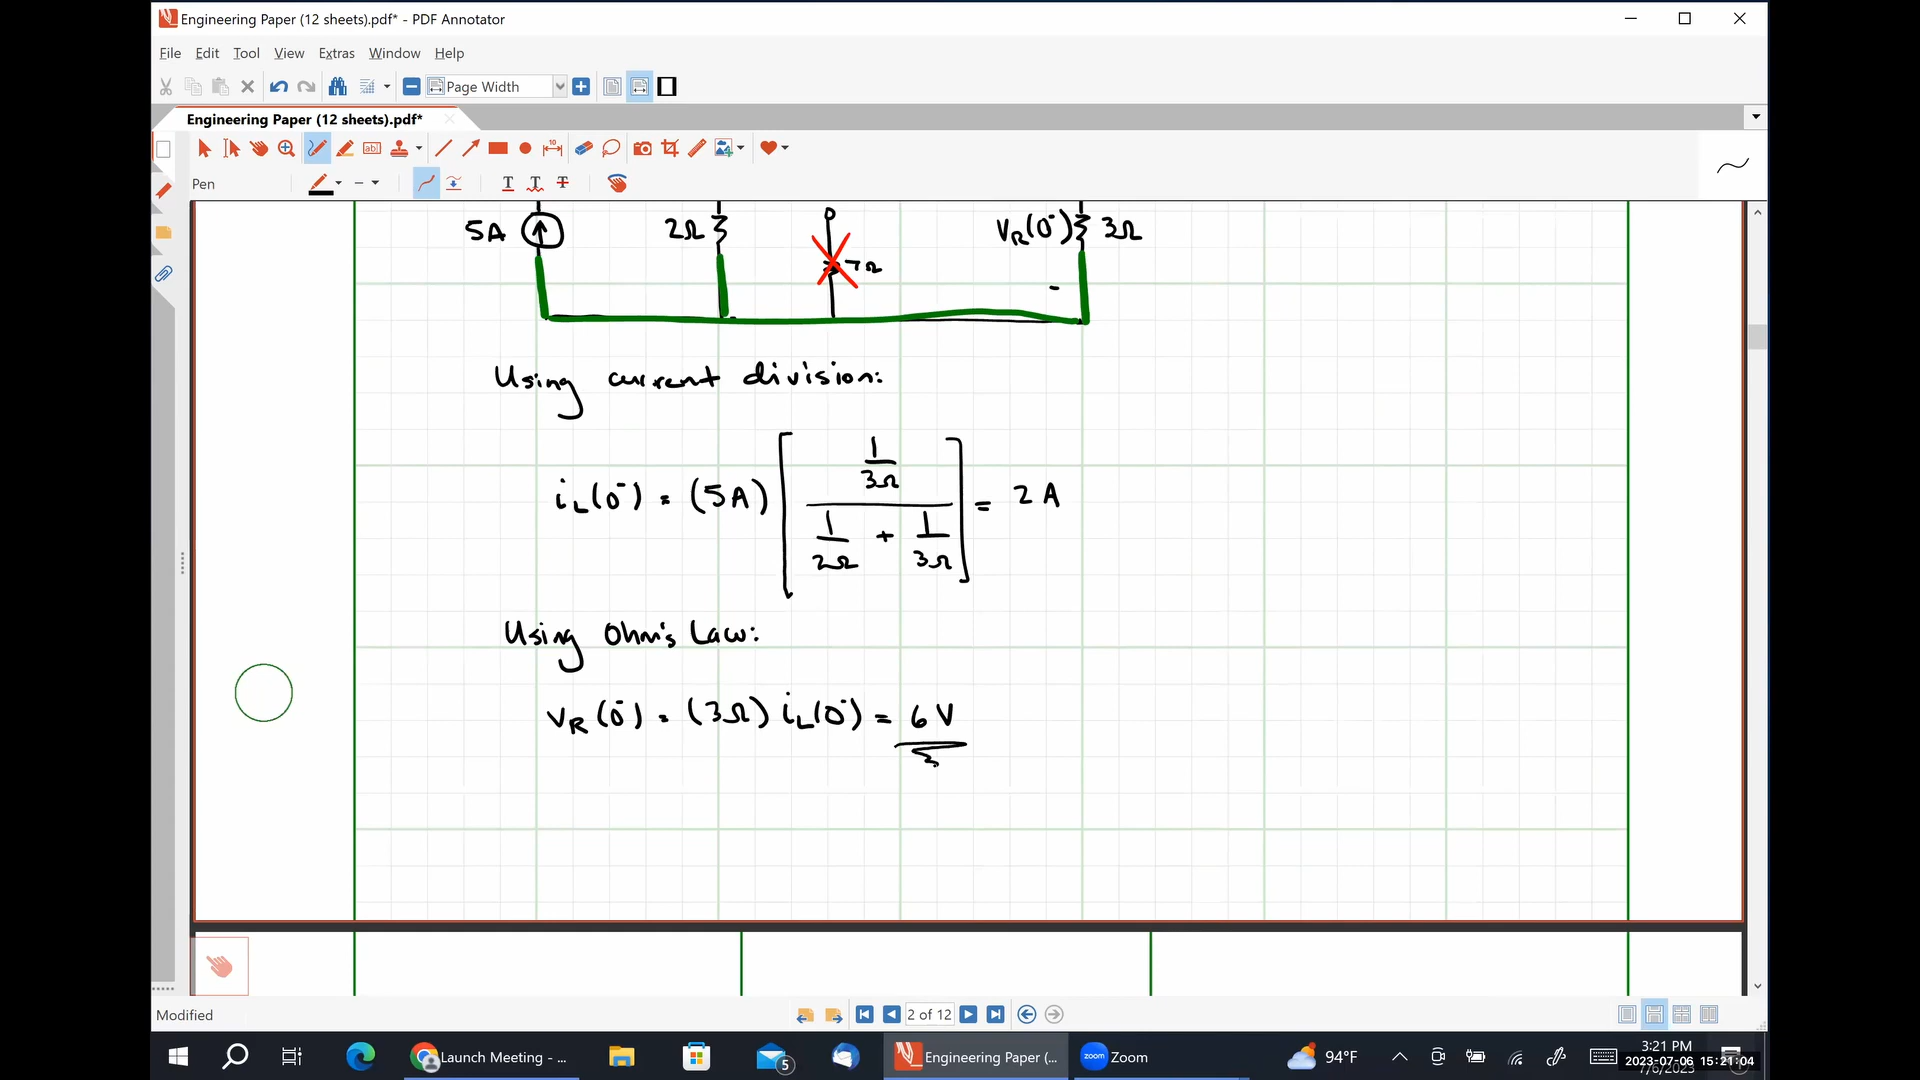 Engineering Paper (12 sheets).pdf* - PDF Annotator
File Edit Tool View Extras Window Help
Page Width
Engineering Paper (12 sheets).pdf*
Pen
5A 2Ω 7Ω vR(0⁻) 3Ω
-
Using current division:
iL(0⁻) = (5A) [ (1/3Ω) / (1/2Ω + 1/3Ω) ] = 2 A
Using Ohm's Law:
vR(0⁻) = (3Ω) iL(0⁻) = 6 V
Modified
2 of 12
Launch Meeting - ...
5
Engineering Paper (...
zoom
Zoom
94°F
3:21 PM
2023-07-06 15:21:04